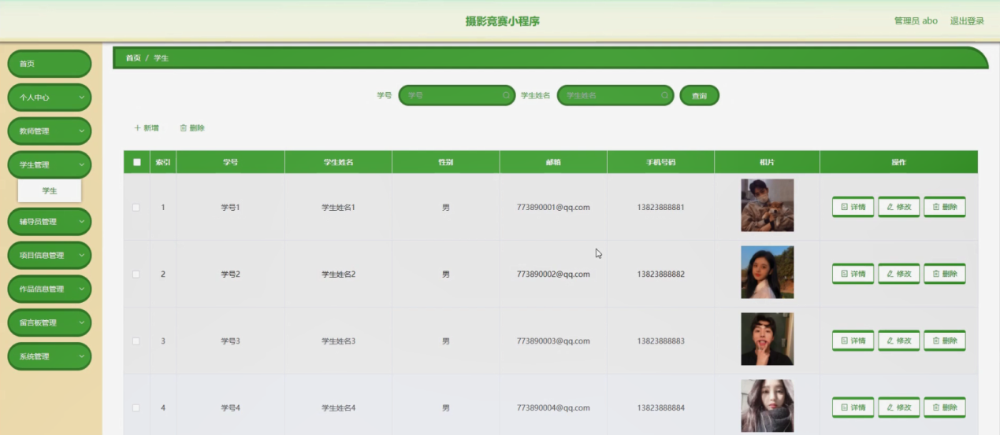 摄影竞赛小程序
管理员 abo 退出登录
首页
个人中心
教师管理
学生管理
学生
辅导员管理
项目信息管理
作品信息管理
留言板管理
系统管理
首页 / 学生
学号 学号 学生姓名 学生姓名 查询
新增 删除
索引 学号 学生姓名 性别 邮箱 手机号码 相片 操作
1 学号1 学生姓名1 男 773890001@qq.com 13823888881 详情 修改 删除
2 学号2 学生姓名2 男 773890002@qq.com 13823888882 详情 修改 删除
3 学号3 学生姓名3 男 773890003@qq.com 13823888883 详情 修改 删除
4 学号4 学生姓名4 男 773890004@qq.com 13823888884 详情 修改 删除